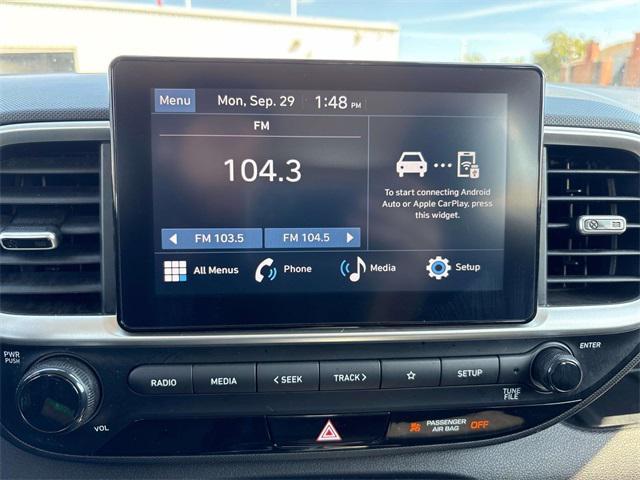 Menu Mon, Sep. 29 1:48 PM
FM
104.3
To start connecting Android
Auto or Apple CarPlay, press
this widget.
FM 103.5 FM 104.5
All Menus Phone Media Setup
PWR
PUSH
VOL
RADIO MEDIA < SEEK TRACK > SETUP
ENTER
TUNE
FILE
PASSENGER
AIR BAG OFF